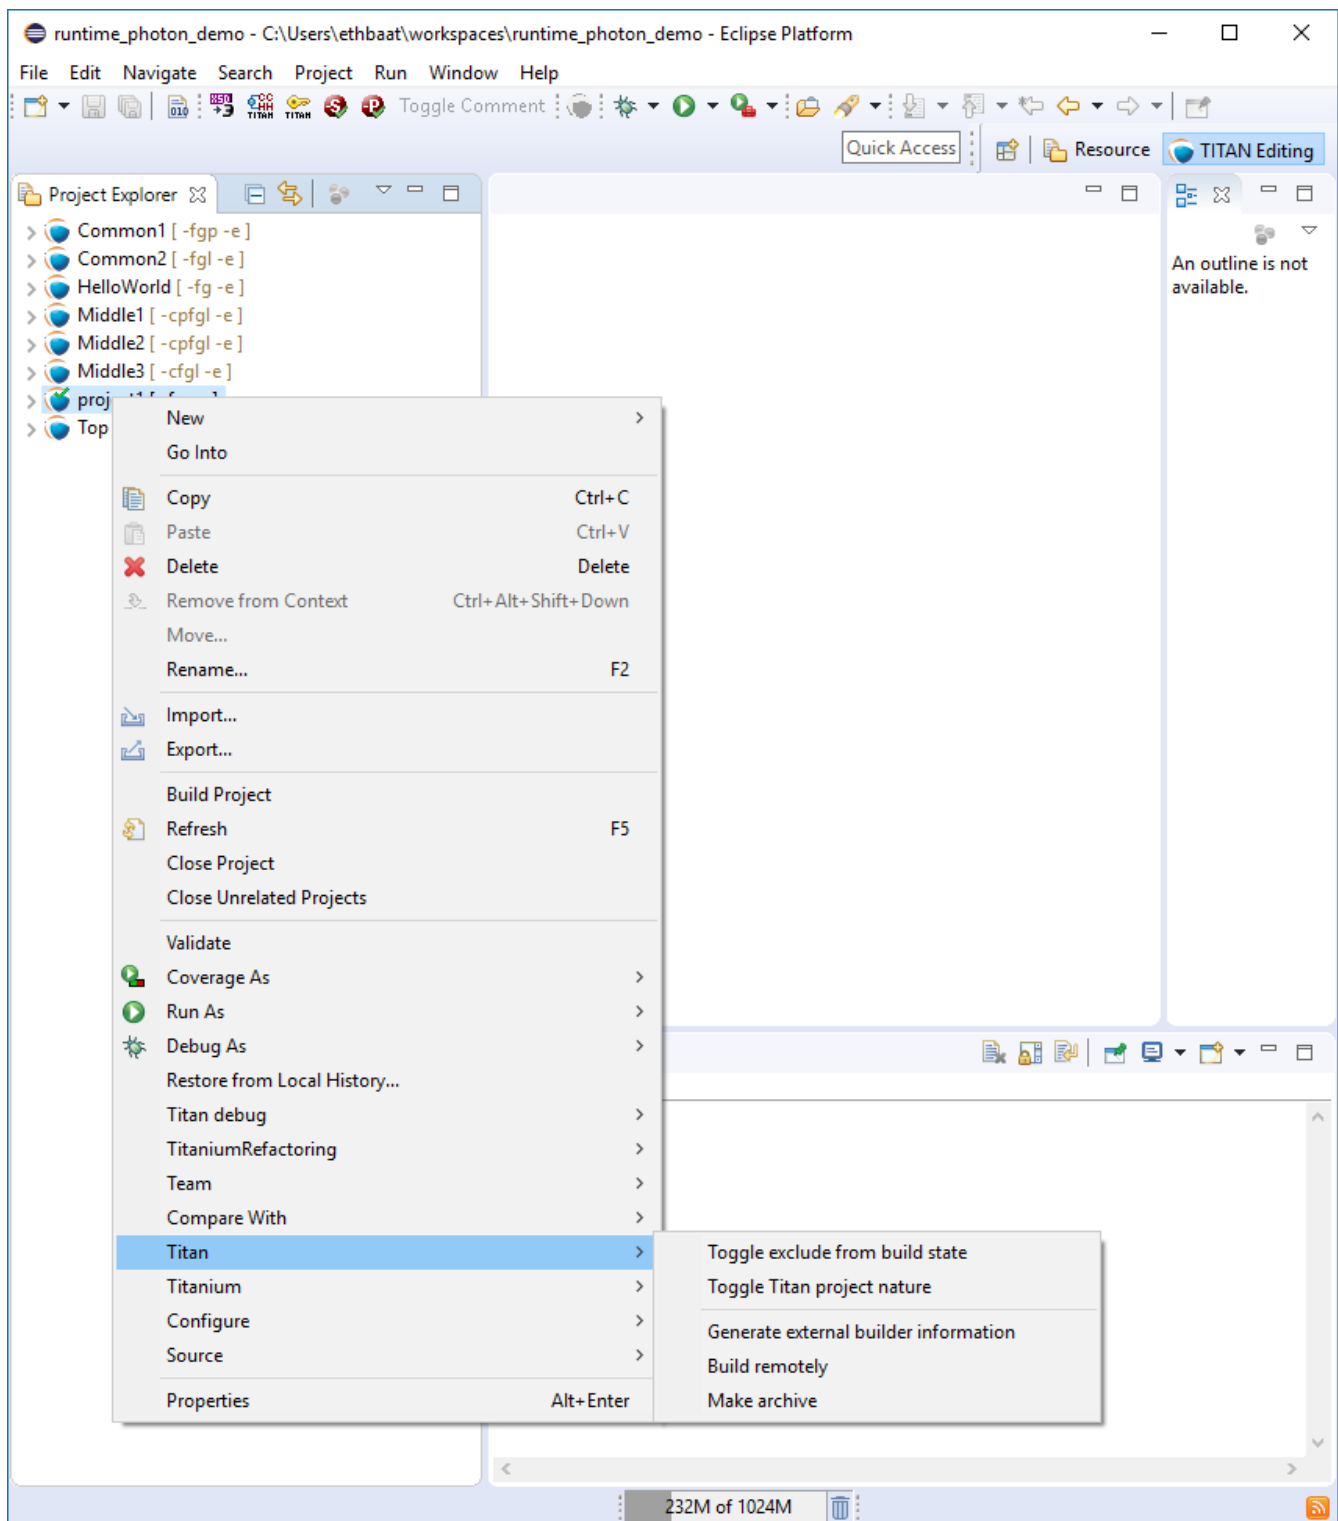 runtime_photon_demo - C:\Users\ethbaat\workspaces\runtime_photon_demo - Eclipse Platform
File Edit Navigate Search Project Run Window Help
Toggle Comment
Quick Access Resource TITAN Editing
Project Explorer
Common1 [ -fgp -e ]
Common2 [ -fgl -e ]
HelloWorld [ -fg -e ]
Middle1 [ -cpfgl -e ]
Middle2 [ -cpfgl -e ]
Middle3 [ -cfgl -e ]
Top
An outline is not
available.
New
Go Into
Copy Ctrl+C
Paste Ctrl+V
Delete Delete
Remove from Context Ctrl+Alt+Shift+Down
Move...
Rename... F2
Import...
Export...
Build Project
Refresh F5
Close Project
Close Unrelated Projects
Validate
Coverage As
Run As
Debug As
Restore from Local History...
Titan debug
TitaniumRefactoring
Team
Compare With
Titan
Titanium
Configure
Source
Properties Alt+Enter
Toggle exclude from build state
Toggle Titan project nature
Generate external builder information
Build remotely
Make archive
232M of 1024M